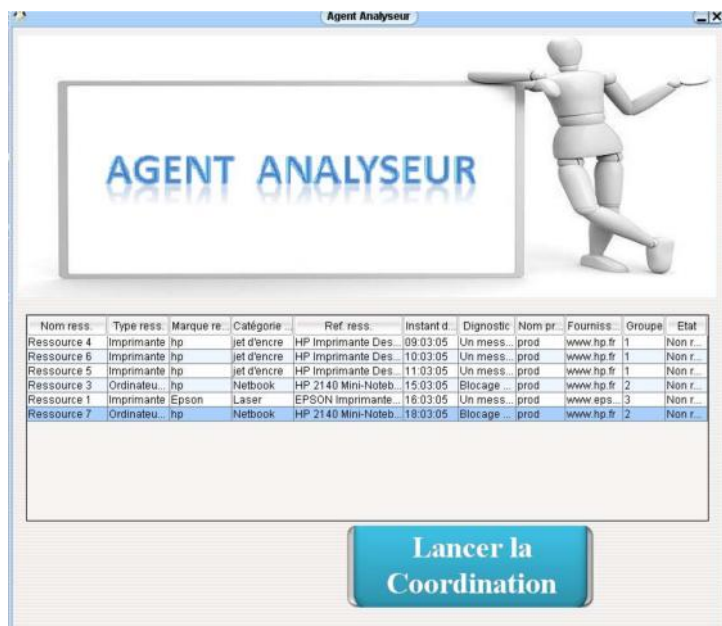 Agent Analyseur
AGENT ANALYSEUR
Nom ress. Type ress. Marque re... Catégorie ... Ref. ress. Instant d... Dignostic Nom pr... Fourniss... Groupe Etat
Ressource 4 Imprimante hp jet d'encre HP Imprimante Des... 09:03:05 Un mess... prod www.hp.fr 1 Non r...
Ressource 6 Imprimante hp jet d'encre HP Imprimante Des... 10:03:05 Un mess... prod www.hp.fr 1 Non r...
Ressource 5 Imprimante hp jet d'encre HP Imprimante Des... 11:03:05 Un mess... prod www.hp.fr 1 Non r...
Ressource 3 Ordinateu... hp Netbook HP 2140 Mini-Noteb... 15:03:05 Blocage ... prod www.hp.fr 2 Non r...
Ressource 1 Imprimante Epson Laser EPSON Imprimante... 16:03:05 Un mess... prod www.eps... 3 Non r...
Ressource 7 Ordinateu... hp Netbook HP 2140 Mini-Noteb... 18:03:05 Blocage ... prod www.hp.fr 2 Non r...
Lancer la
Coordination